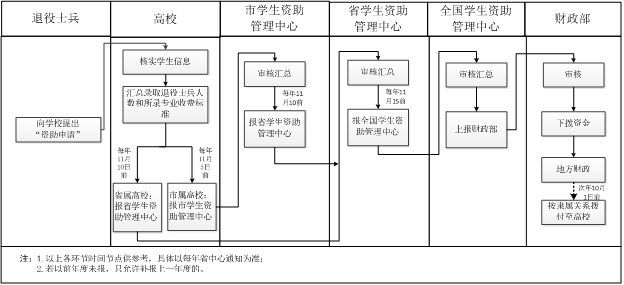 退役士兵
高校
市学生资助
管理中心
省学生资助
管理中心
全国学生资助
管理中心
财政部
向学校提出
“资助申请”
核实学生信息
汇总录取退役士兵人
数和所录专业收费标
准
每年
11月
10日
前
每年
11月
5日
前
省属高校:
报省学生资
助管理中心
市属高校:
报市学生资
助管理中心
审核汇总
每年11
月10前
报省学生资助
管理中心
审核汇总
每年11
月15前
报全国学生资
助管理中心
审核汇总
上报财政部
审核
下拨资金
地方财政
次年10月
1日前
按隶属关系拨
付至高校
注: 1. 以上各环节时间节点供参考，具体以每年省中心通知为准;
2. 若以前年度未报，只允许补报上一年度的。